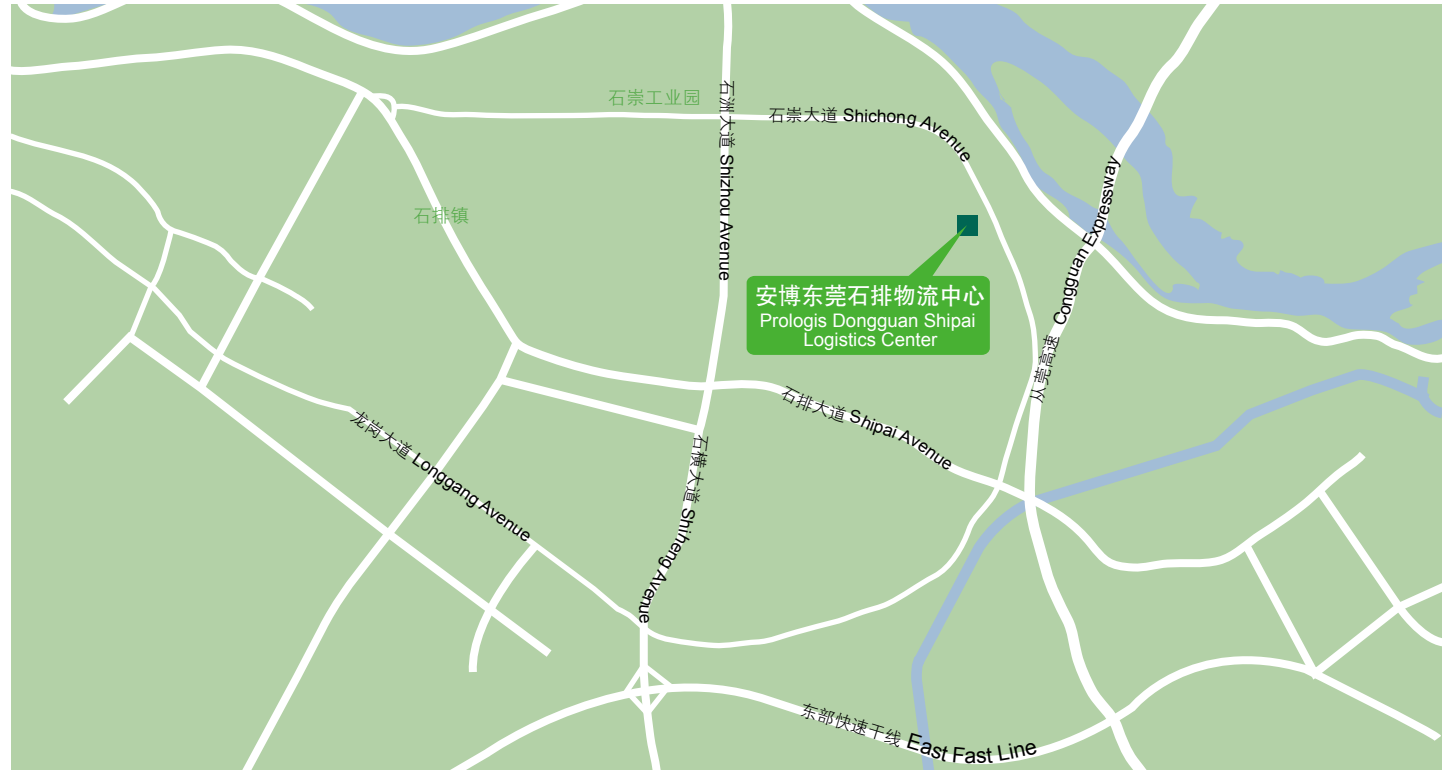 石崇工业园
石洲大道 Shizhou Avenue
石崇大道 Shichong Avenue
石排镇
从莞高速 Congguan Expressway
安博东莞石排物流中心
Prologis Dongguan Shipai
Logistics Center
石排大道 Shipai Avenue
龙岗大道 Longgang Avenue
石横大道 Shiheng Avenue
东部快速干线 East Fast Line